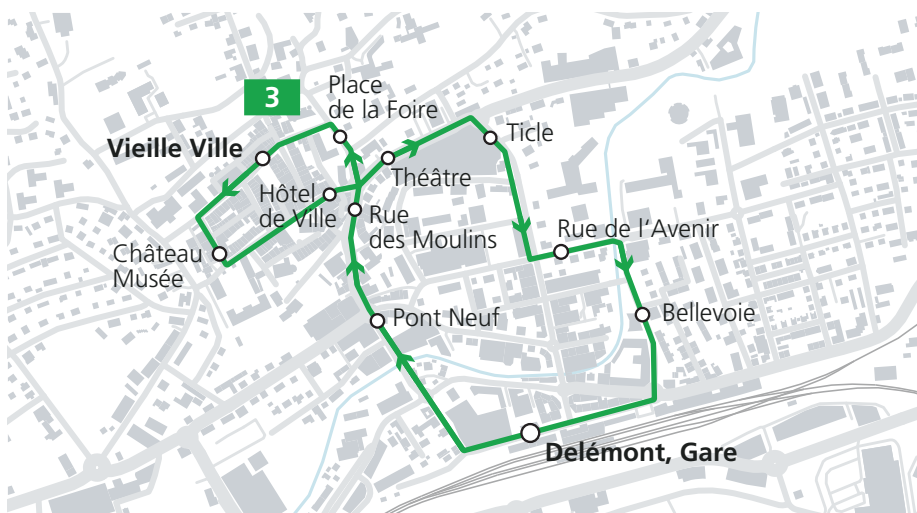 3
Place
de la Foire
Ticle
Vieille Ville
Théâtre
Hôtel
de Ville
Rue
des Moulins
Rue de l‘Avenir
Château
Musée
Pont Neuf
Bellevoie
Delémont, Gare